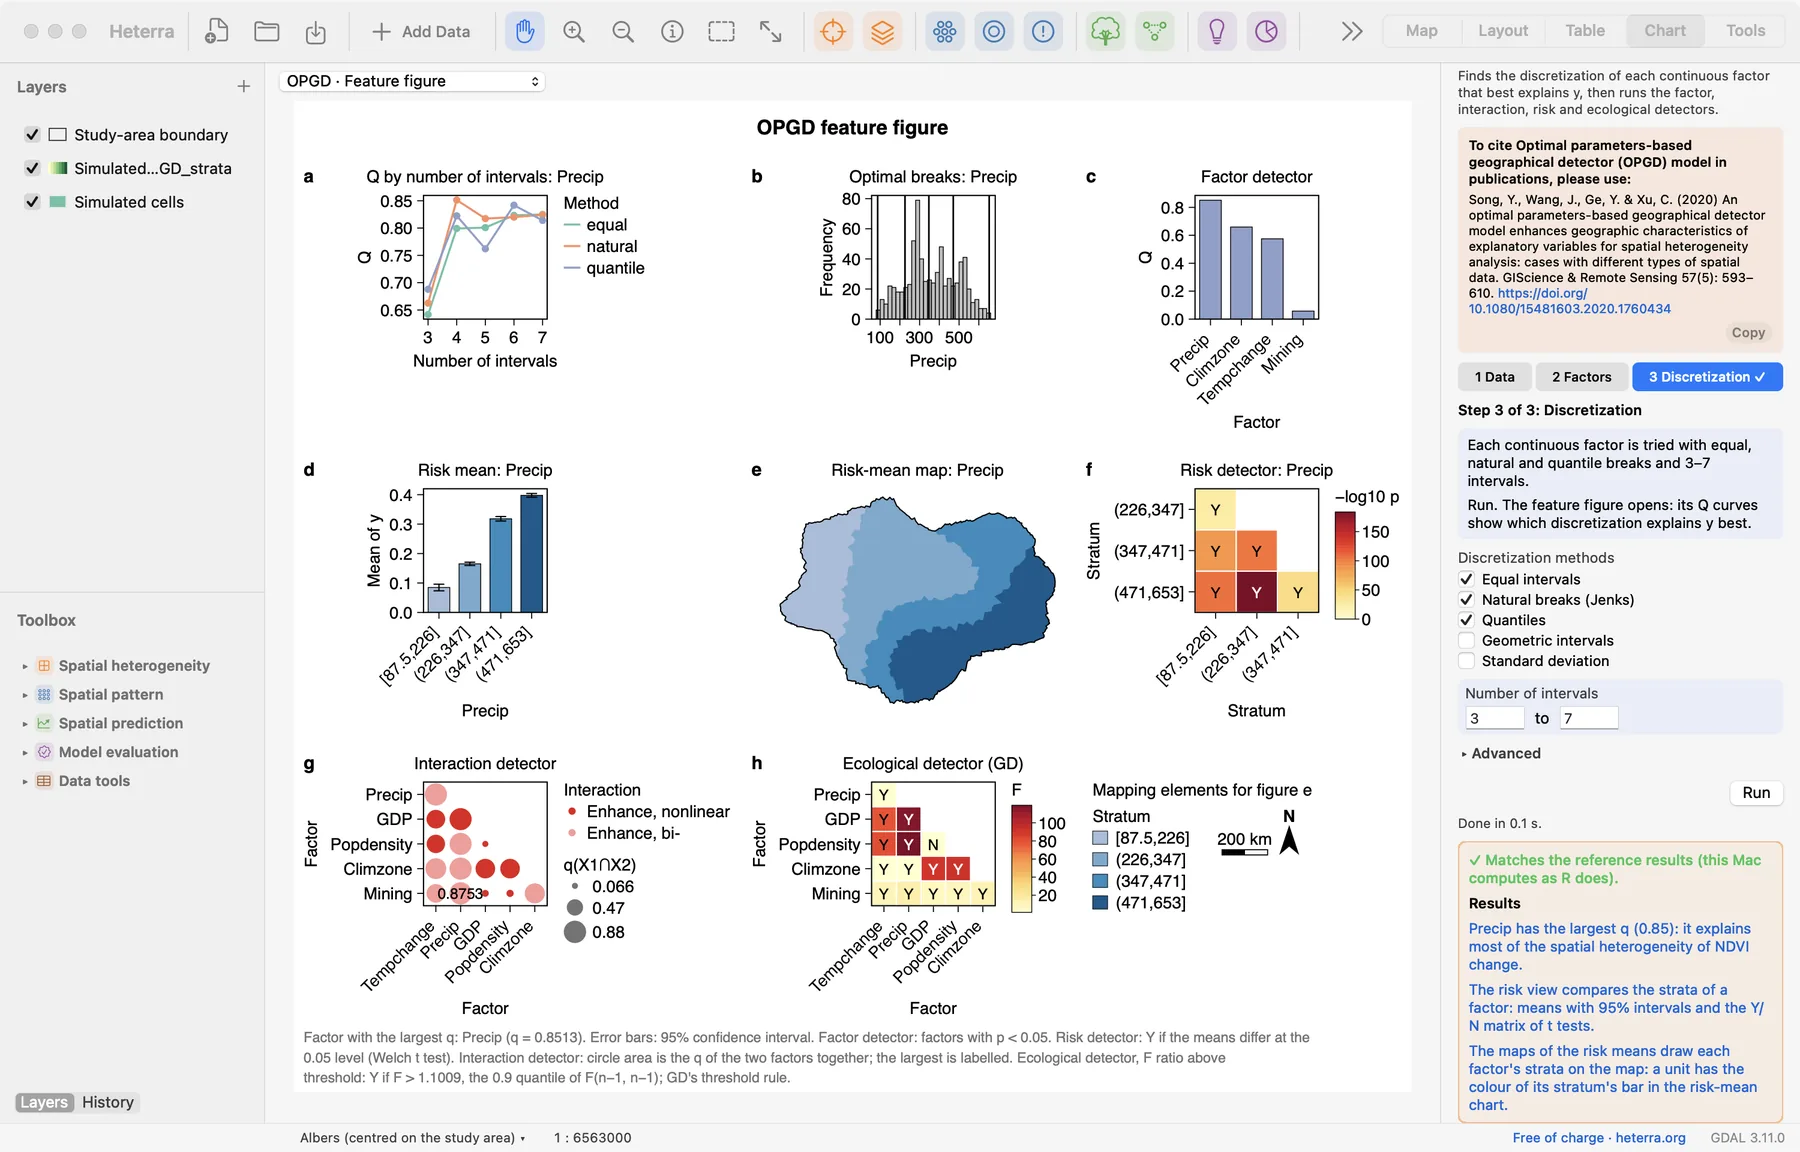 Heterra
Add Data
Map
Layout
Table
Chart
Tools
Layers
Study-area boundary
Simulated...GD_strata
Simulated cells
Toolbox
Spatial heterogeneity
Spatial pattern
Spatial prediction
Model evaluation
Data tools
Layers
History
OPGD · Feature figure
OPGD feature figure
a
Q by number of intervals: Precip
0.85
0.80
0.75
0.70
0.65
Q
3 4 5 6 7
Number of intervals
Method
equal
natural
quantile
b
Optimal breaks: Precip
80
60
40
20
0
Frequency
100 300 500
Precip
c
Factor detector
0.8
0.6
0.4
0.2
0.0
Q
Precip
Climzone
Tempchange
Mining
Factor
d
Risk mean: Precip
0.4
0.3
0.2
0.1
0.0
Mean of y
[87.5,226]
(226,347]
(347,471]
(471,653]
Precip
e
Risk-mean map: Precip
f
Risk detector: Precip
Stratum
(226,347] Y
(347,471] Y Y
(471,653] Y Y Y
[87.5,226]
(226,347]
(347,471]
Stratum
−log10 p
150
100
50
0
g
Interaction detector
Factor
Precip
GDP
Popdensity
Climzone
Mining
0.8753
Tempchange
Precip
GDP
Popdensity
Climzone
Factor
Interaction
Enhance, nonlinear
Enhance, bi-
q(X1∩X2)
0.066
0.47
0.88
h
Ecological detector (GD)
Factor
Precip Y
GDP Y Y
Popdensity Y Y N
Climzone Y Y Y Y
Mining Y Y Y Y Y
Tempchange
Precip
GDP
Popdensity
Climzone
Factor
F
100
80
60
40
20
Mapping elements for figure e
Stratum
[87.5,226]
(226,347]
(347,471]
(471,653]
200 km
N
Factor with the largest q: Precip (q = 0.8513). Error bars: 95% confidence interval. Factor detector: factors with p < 0.05. Risk detector: Y if the means differ at the
0.05 level (Welch t test). Interaction detector: circle area is the q of the two factors together; the largest is labelled. Ecological detector, F ratio above
threshold: Y if F > 1.1009, the 0.9 quantile of F(n−1, n−1); GD's threshold rule.
Albers (centred on the study area)
1 : 6563000
Finds the discretization of each continuous factor
that best explains y, then runs the factor,
interaction, risk and ecological detectors.
To cite Optimal parameters-based
geographical detector (OPGD) model in
publications, please use:
Song, Y., Wang, J., Ge, Y. & Xu, C. (2020) An
optimal parameters-based geographical detector
model enhances geographic characteristics of
explanatory variables for spatial heterogeneity
analysis: cases with different types of spatial
data. GIScience & Remote Sensing 57(5): 593–
610. https://doi.org/
10.1080/15481603.2020.1760434
Copy
1 Data
2 Factors
3 Discretization ✓
Step 3 of 3: Discretization
Each continuous factor is tried with equal,
natural and quantile breaks and 3–7
intervals.
Run. The feature figure opens: its Q curves
show which discretization explains y best.
Discretization methods
Equal intervals
Natural breaks (Jenks)
Quantiles
Geometric intervals
Standard deviation
Number of intervals
3 to 7
Advanced
Run
Done in 0.1 s.
✓ Matches the reference results (this Mac
computes as R does).
Results
Precip has the largest q (0.85): it explains
most of the spatial heterogeneity of NDVI
change.
The risk view compares the strata of a
factor: means with 95% intervals and the Y/
N matrix of t tests.
The maps of the risk means draw each
factor's strata on the map: a unit has the
colour of its stratum's bar in the risk-mean
chart.
Free of charge · heterra.org
GDAL 3.11.0